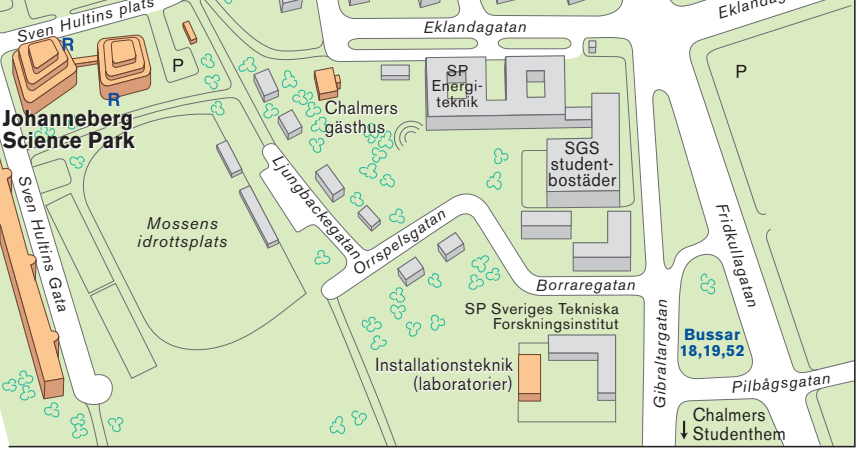 Sven Hultins plats
R
R
P
Johanneberg
Science Park
Eklandagatan
Eklandag
P
SP
Energi-
teknik
Chalmers
gästhus
SGS
student-
bostäder
Ljungbackegatan
Orrspelsgatan
Mossens
idrottsplats
Sven Hultins Gata
Fridkullagatan
Borraregatan
SP Sveriges Tekniska
Forskningsinstitut
Installationsteknik
(laboratorier)
Gibraltargatan
Bussar
18,19,52
Pilbågsgatan
Chalmers
Studenthem